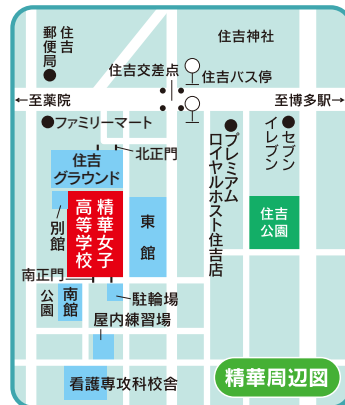 住吉
郵便局
住吉神社
住吉交差点
住吉バス停
←至薬院
至博多駅→
ファミリーマート
セブン
イレブン
プレミアム
ロイヤルホスト住吉店
北正門
住吉
グラウンド
別館
精華女子
高等学校
東館
住吉
公園
南正門
公園
南館
駐輪場
屋内練習場
看護専攻科校舎
精華周辺図